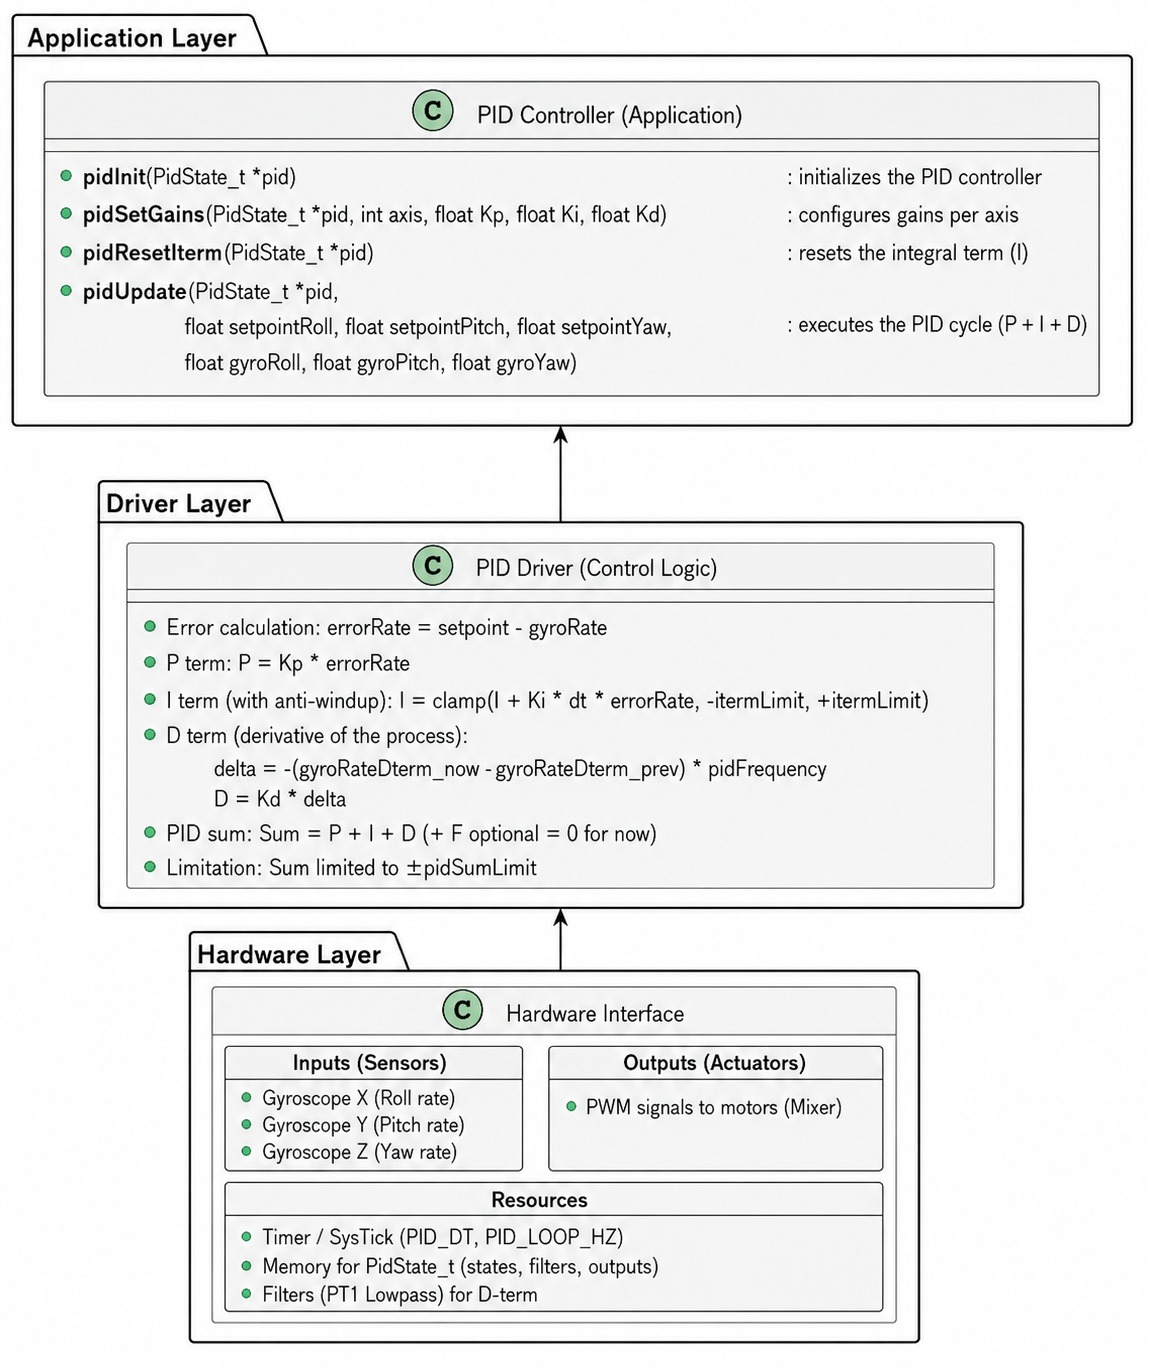 Application Layer
C PID Controller (Application)
pidInit(PidState_t *pid) : initializes the PID controller
pidSetGains(PidState_t *pid, int axis, float Kp, float Ki, float Kd) : configures gains per axis
pidResetIterm(PidState_t *pid) : resets the integral term (I)
pidUpdate(PidState_t *pid,
float setpointRoll, float setpointPitch, float setpointYaw, : executes the PID cycle (P + I + D)
float gyroRoll, float gyroPitch, float gyroYaw)
Driver Layer
C PID Driver (Control Logic)
Error calculation: errorRate = setpoint - gyroRate
P term: P = Kp * errorRate
I term (with anti-windup): I = clamp(I + Ki * dt * errorRate, -itermLimit, +itermLimit)
D term (derivative of the process):
delta = -(gyroRateDterm_now - gyroRateDterm_prev) * pidFrequency
D = Kd * delta
PID sum: Sum = P + I + D (+ F optional = 0 for now)
Limitation: Sum limited to ±pidSumLimit
Hardware Layer
C Hardware Interface
Inputs (Sensors)
Gyroscope X (Roll rate)
Gyroscope Y (Pitch rate)
Gyroscope Z (Yaw rate)
Outputs (Actuators)
PWM signals to motors (Mixer)
Resources
Timer / SysTick (PID_DT, PID_LOOP_HZ)
Memory for PidState_t (states, filters, outputs)
Filters (PT1 Lowpass) for D-term